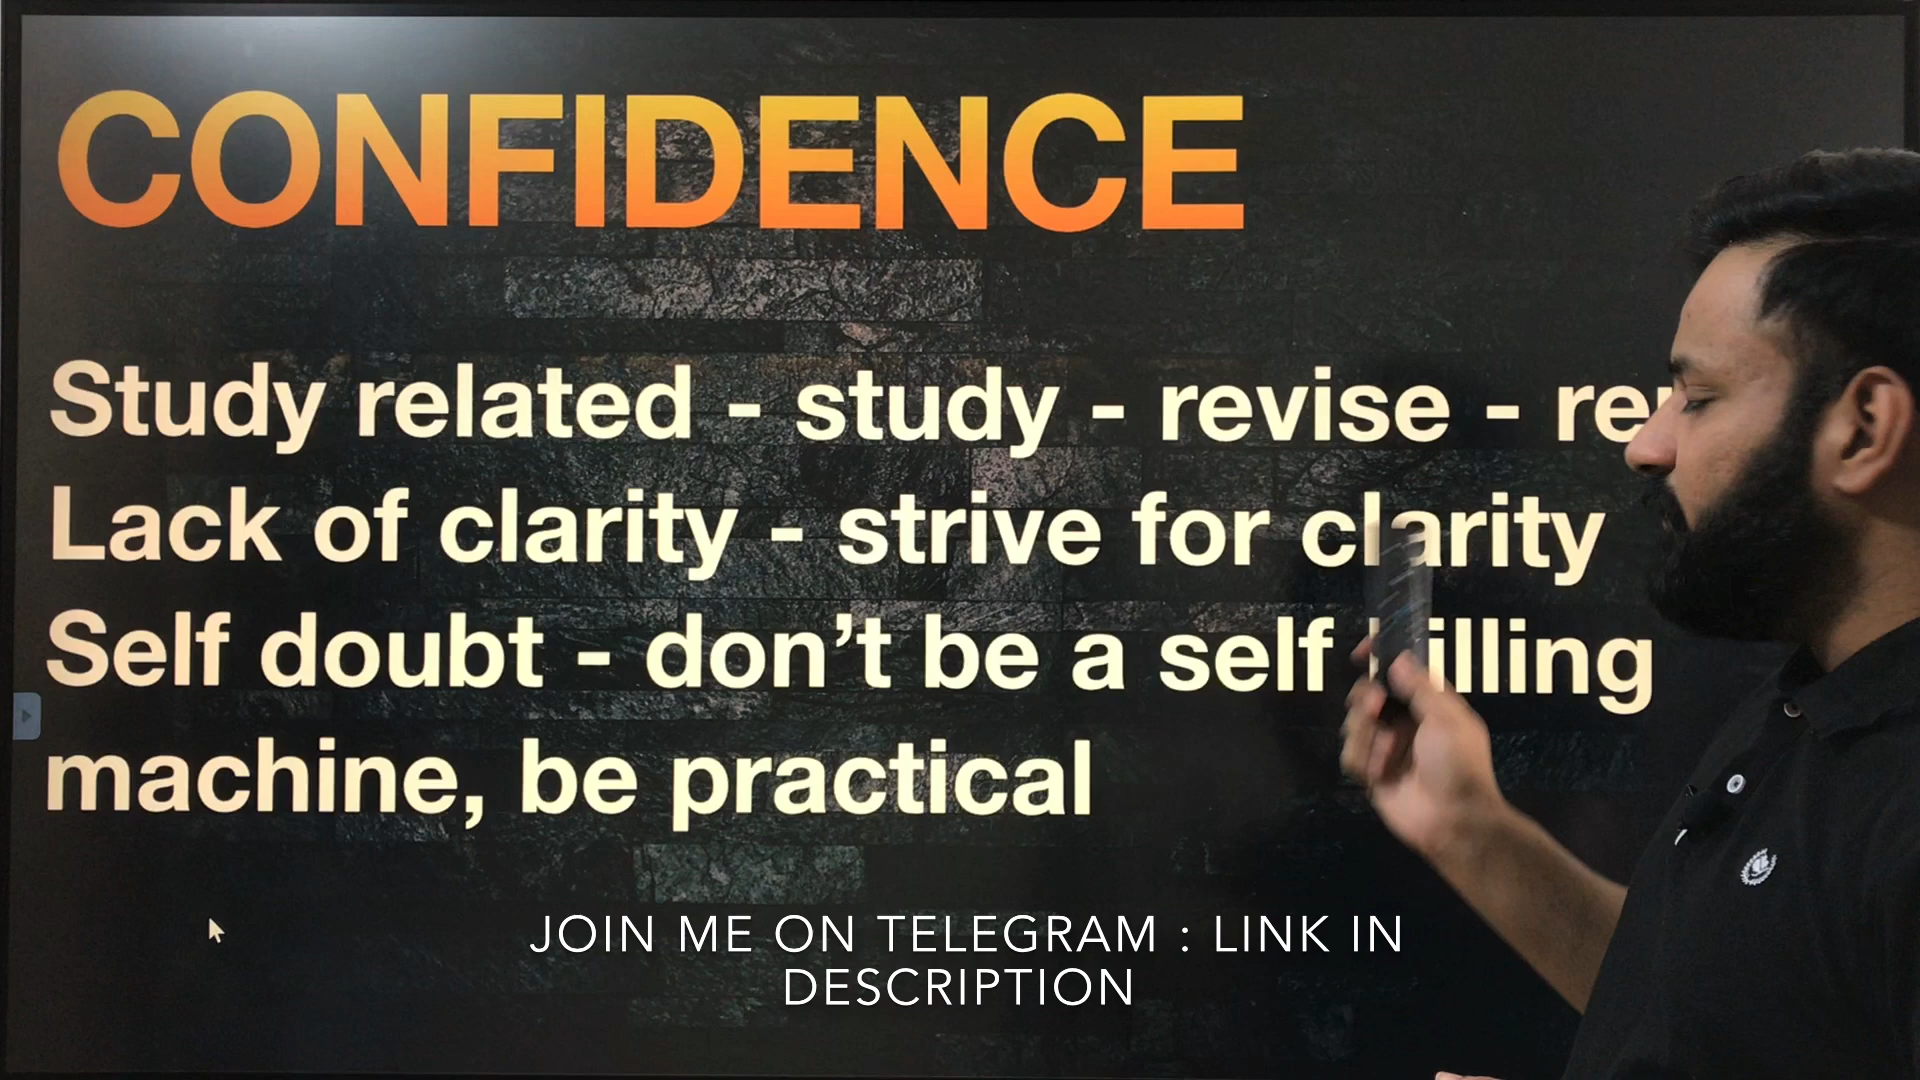 CONFIDENCE
Study related - study - revise -
Lack of clarity - strive for clarity
Self doubt - don't be a self
machine, be practical
JOIN ME ON TELEGRAM : LINK IN
DESCRIPTION